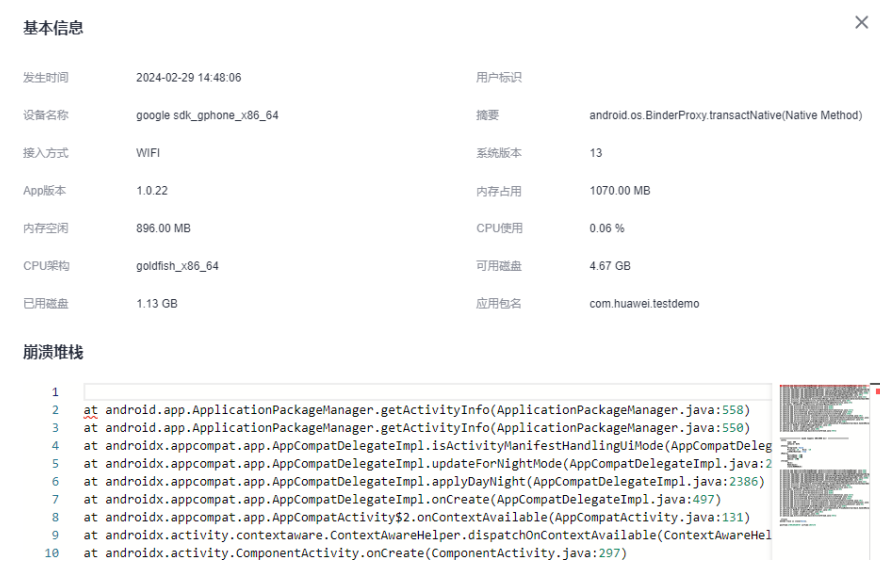 基本信息
发生时间 2024-02-29 14:48:06 用户标识
设备名称 google sdk_gphone_x86_64 摘要 android.os.BinderProxy.transactNative(Native Method)
接入方式 WIFI 系统版本 13
App版本 1.0.22 内存占用 1070.00 MB
内存空闲 896.00 MB CPU使用 0.06 %
CPU架构 goldfish_x86_64 可用磁盘 4.67 GB
已用磁盘 1.13 GB 应用包名 com.huawei.testdemo
崩溃堆栈
1
2 at android.app.ApplicationPackageManager.getActivityInfo(ApplicationPackageManager.java:558)
3 at android.app.ApplicationPackageManager.getActivityInfo(ApplicationPackageManager.java:550)
4 at androidx.appcompat.app.AppCompatDelegateImpl.isActivityManifestHandlingUiMode(AppCompatDeleg
5 at androidx.appcompat.app.AppCompatDelegateImpl.updateForNightMode(AppCompatDelegateImpl.java:2
6 at androidx.appcompat.app.AppCompatDelegateImpl.applyDayNight(AppCompatDelegateImpl.java:2386)
7 at androidx.appcompat.app.AppCompatDelegateImpl.onCreate(AppCompatDelegateImpl.java:497)
8 at androidx.appcompat.app.AppCompatActivity$2.onContextAvailable(AppCompatActivity.java:131)
9 at androidx.activity.contextaware.ContextAwareHelper.dispatchOnContextAvailable(ContextAwareHel
10 at androidx.activity.ComponentActivity.onCreate(ComponentActivity.java:297)